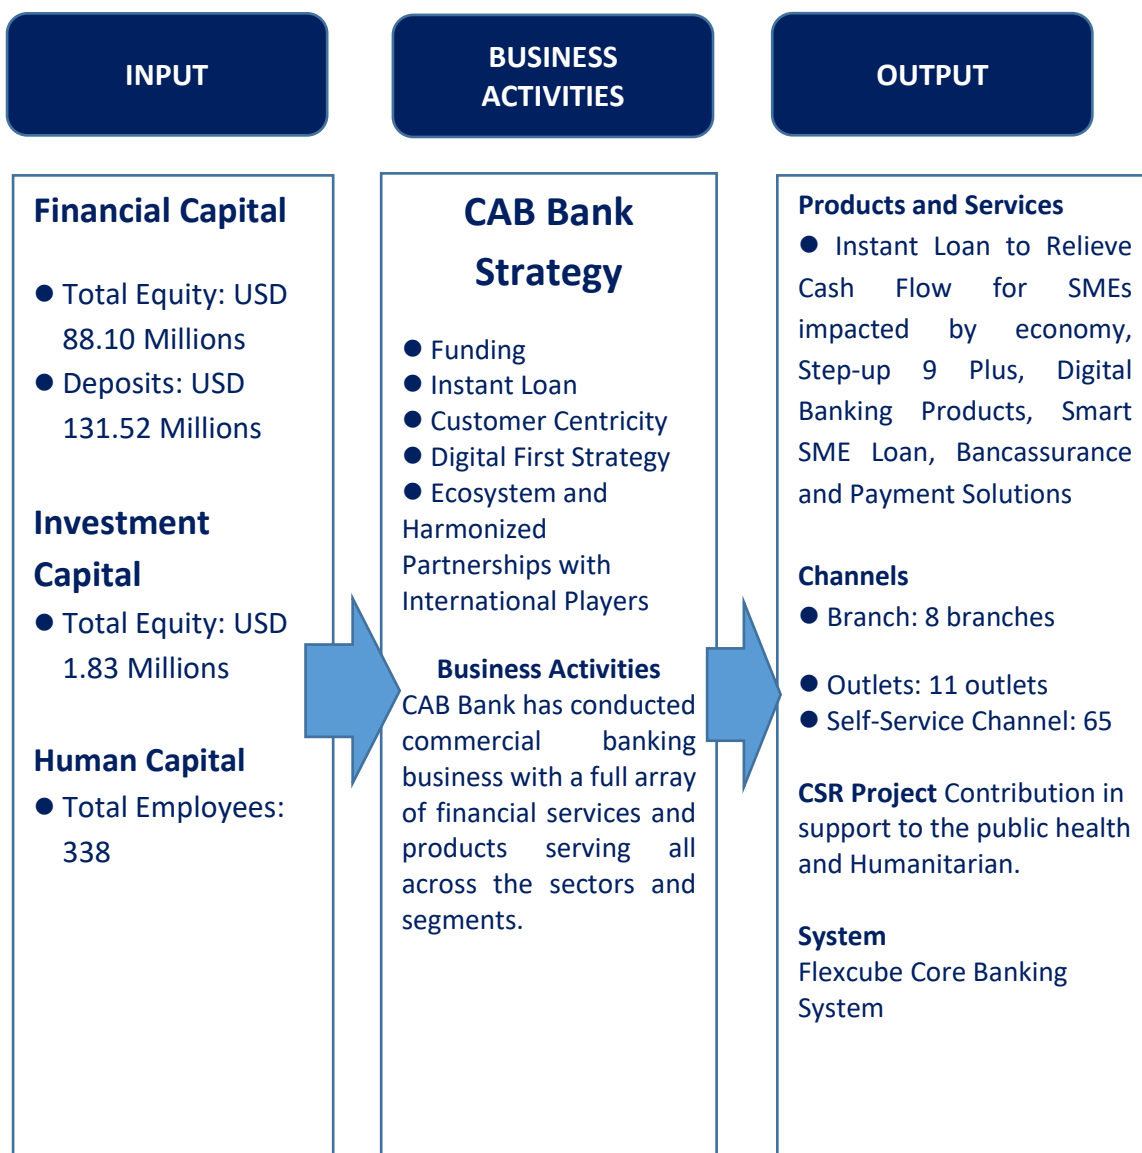 INPUT
BUSINESS
ACTIVITIES
OUTPUT
Financial Capital
● Total Equity: USD
88.10 Millions
● Deposits: USD
131.52 Millions
Investment
Capital
● Total Equity: USD
1.83 Millions
Human Capital
● Total Employees:
338
CAB Bank
Strategy
● Funding
● Instant Loan
● Customer Centricity
● Digital First Strategy
● Ecosystem and
Harmonized
Partnerships with
International Players
Business Activities
CAB Bank has conducted
commercial banking
business with a full array
of financial services and
products serving all
across the sectors and
segments.
Products and Services
● Instant Loan to Relieve
Cash Flow for SMEs
impacted by economy,
Step-up 9 Plus, Digital
Banking Products, Smart
SME Loan, Bancassurance
and Payment Solutions
Channels
● Branch: 8 branches
● Outlets: 11 outlets
● Self-Service Channel: 65
CSR Project Contribution in
support to the public health
and Humanitarian.
System
Flexcube Core Banking
System